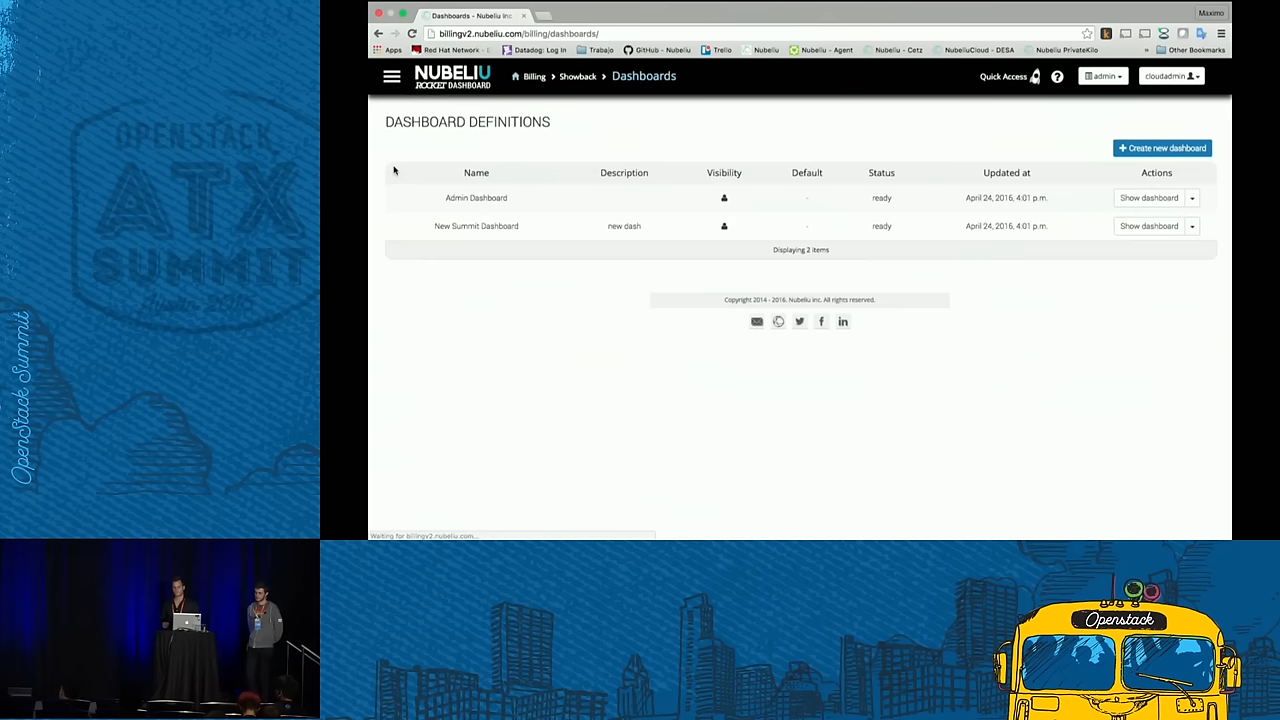 OPENSTACK
ATX
SUMMIT
OpenStack Summit
Dashboards - Nubeliu Inc
Maximo
billingv2.nubeliu.com/billing/dashboards/
Apps Red Hat Network - Datadog: Log In Trabajo GitHub - Nubeliu Trello Nubeliu Nubeliu - Agent Nubeliu - Cetz NubeliuCloud - DESA Nubeliu PrivateKilo » Other Bookmarks
NUBELIU
ROCKET DASHBOARD
Billing Showback Dashboards
Quick Access
admin
cloudadmin
DASHBOARD DEFINITIONS
+ Create new dashboard
Name Description Visibility Default Status Updated at Actions
Admin Dashboard - ready April 24, 2016, 4:01 p.m. Show dashboard
New Summit Dashboard new dash - ready April 24, 2016, 4:01 p.m. Show dashboard
Displaying 2 items
Copyright 2014 - 2016. Nubeliu Inc. All rights reserved.
Waiting for billingv2.nubeliu.com...
Openstack